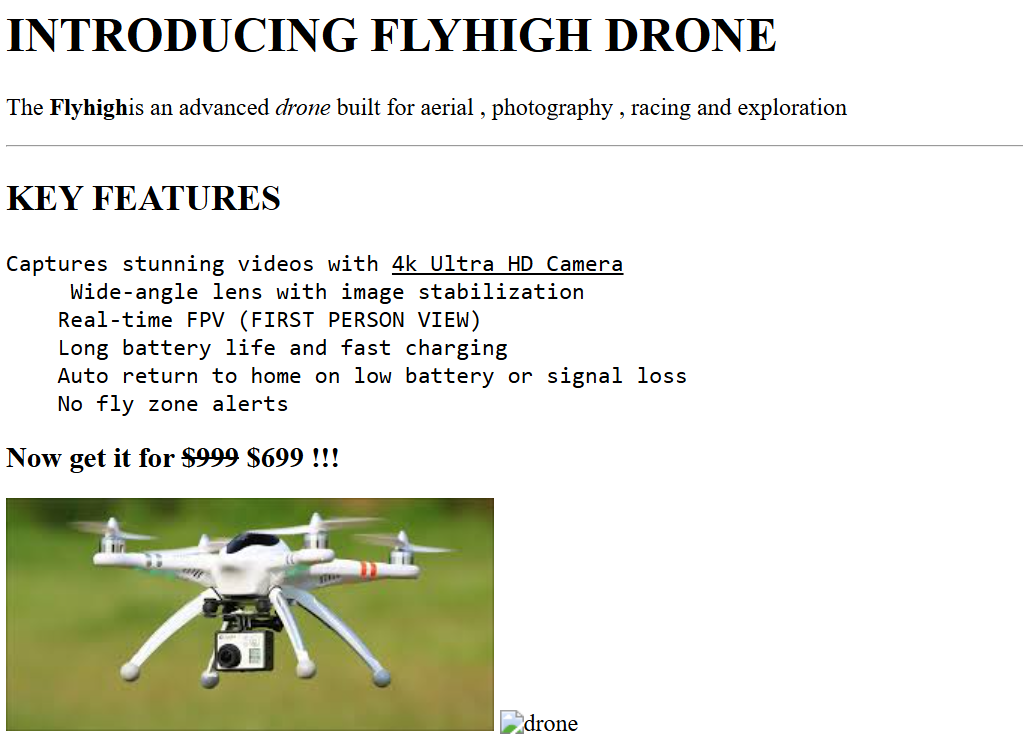 INTRODUCING FLYHIGH DRONE
The Flyhighis an advanced drone built for aerial , photography , racing and exploration
KEY FEATURES
Captures stunning videos with 4k Ultra HD Camera
Wide-angle lens with image stabilization
Real-time FPV (FIRST PERSON VIEW)
Long battery life and fast charging
Auto return to home on low battery or signal loss
No fly zone alerts
Now get it for $999 $699 !!!
drone